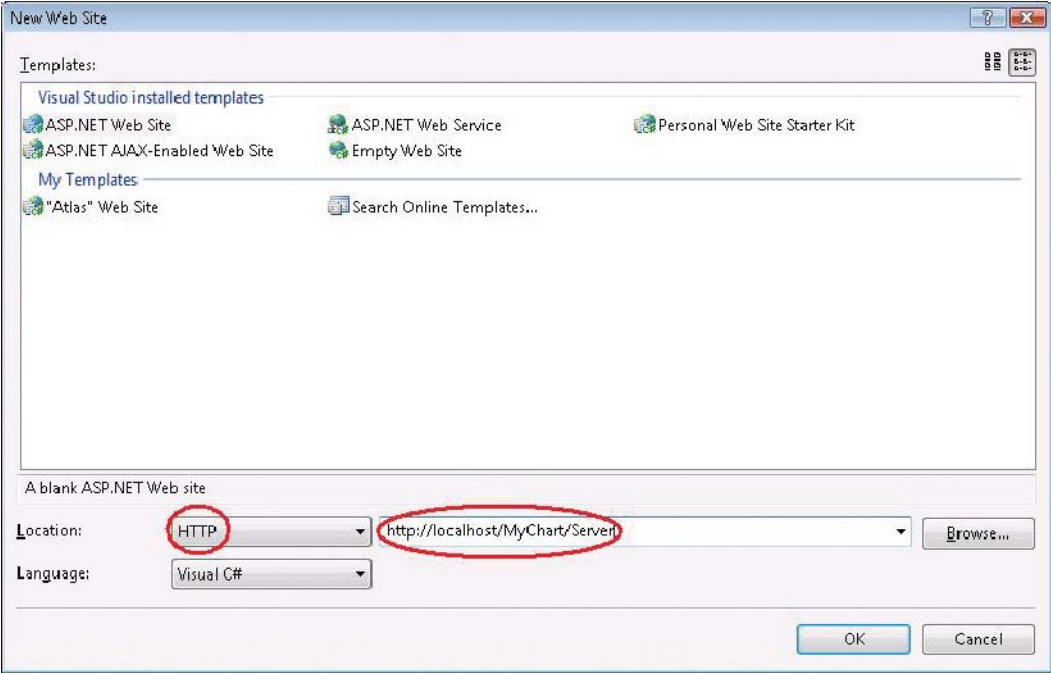 New Web Site
Templates:
Visual Studio installed templates
ASP.NET Web Site ASP.NET Web Service Personal Web Site Starter Kit
ASP.NET AJAX-Enabled Web Site Empty Web Site
My Templates
"Atlas" Web Site Search Online Templates...
A blank ASP.NET Web site
Location: HTTP http://localhost/MyChart/Server Browse...
Language: Visual C#
OK Cancel